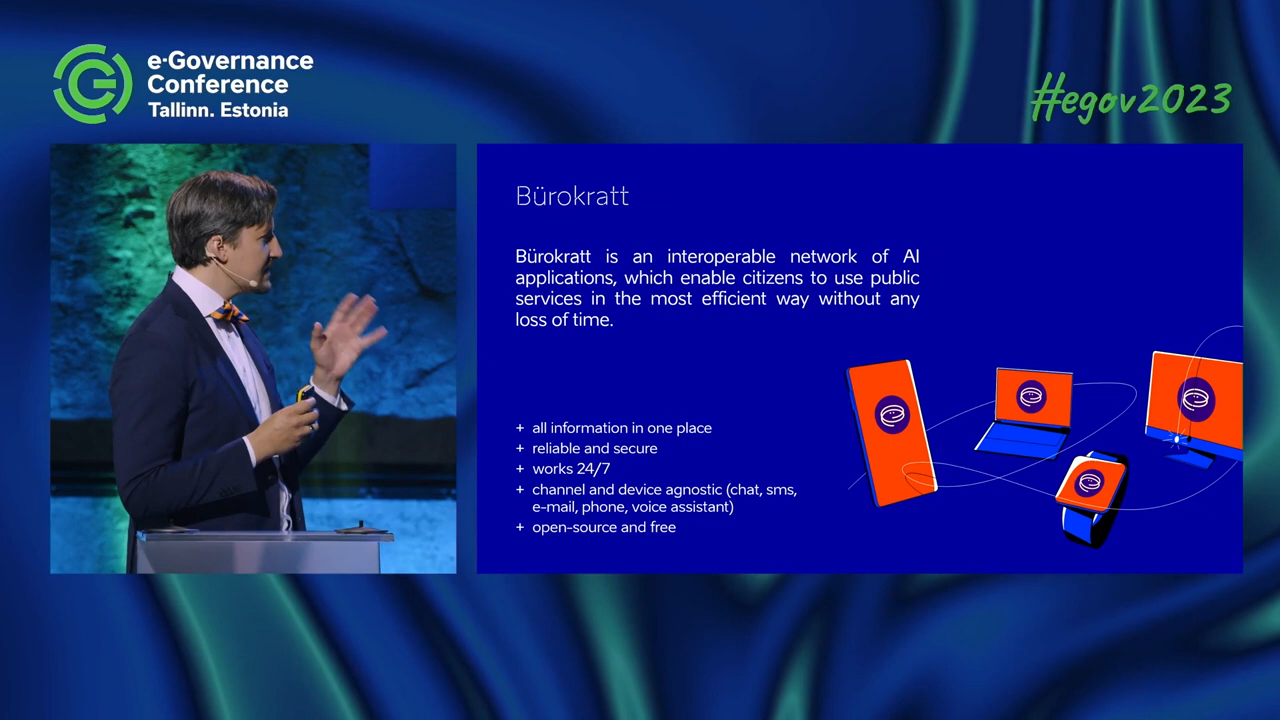 e-Governance
Conference
Tallinn. Estonia
#egov2023
Bürokratt
Bürokratt is an interoperable network of AI
applications, which enable citizens to use public
services in the most efficient way without any
loss of time.
+ all information in one place
+ reliable and secure
+ works 24/7
+ channel and device agnostic (chat, sms,
e-mail, phone, voice assistant)
+ open-source and free